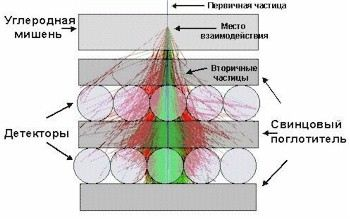 Первичная частица
Углеродная
мишень
Место
взаимодействия
Вторичные
частицы
Детекторы
Свинцовый
поглотитель